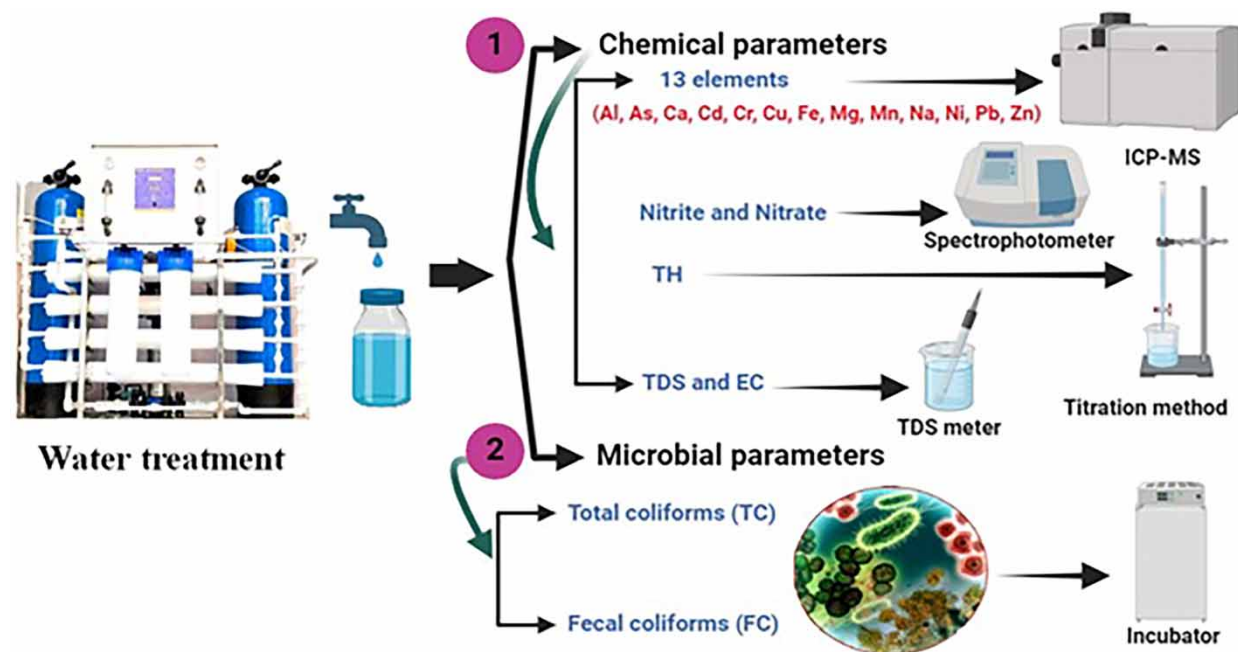 1
Chemical parameters
13 elements
(Al, As, Ca, Cd, Cr, Cu, Fe, Mg, Mn, Na, Ni, Pb, Zn)
ICP-MS
Nitrite and Nitrate
Spectrophotometer
TH
TDS and EC
TDS meter
Titration method
Water treatment
2
Microbial parameters
Total coliforms (TC)
Fecal coliforms (FC)
Incubator